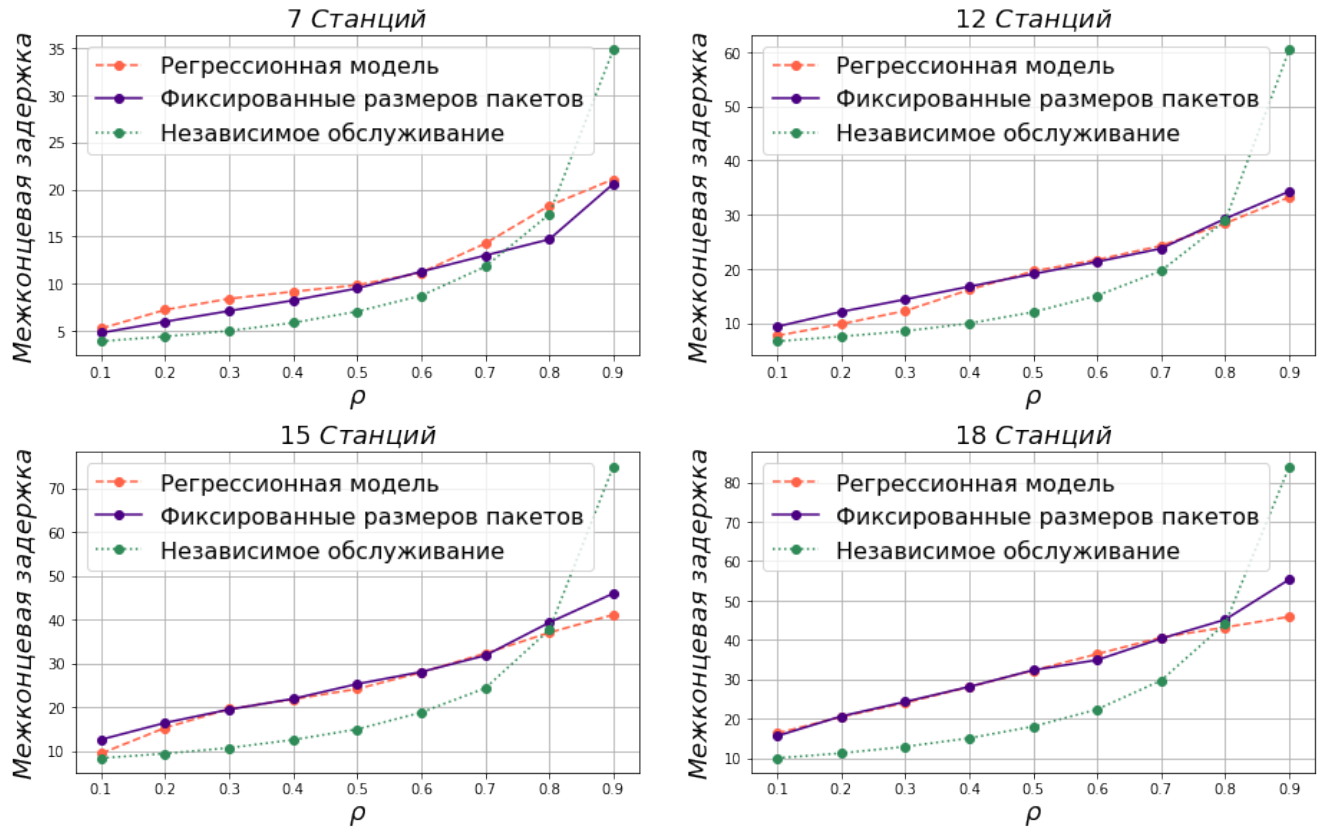 7 Станций
Межконцевая задержка
35
30
25
20
15
10
5
Регрессионная модель
Фиксированные размеров пакетов
Независимое обслуживание
0.1 0.2 0.3 0.4 0.5 0.6 0.7 0.8 0.9
ρ
12 Станций
Межконцевая задержка
60
50
40
30
20
10
Регрессионная модель
Фиксированные размеров пакетов
Независимое обслуживание
0.1 0.2 0.3 0.4 0.5 0.6 0.7 0.8 0.9
ρ
15 Станций
Межконцевая задержка
70
60
50
40
30
20
10
Регрессионная модель
Фиксированные размеров пакетов
Независимое обслуживание
0.1 0.2 0.3 0.4 0.5 0.6 0.7 0.8 0.9
ρ
18 Станций
Межконцевая задержка
80
70
60
50
40
30
20
10
Регрессионная модель
Фиксированные размеров пакетов
Независимое обслуживание
0.1 0.2 0.3 0.4 0.5 0.6 0.7 0.8 0.9
ρ